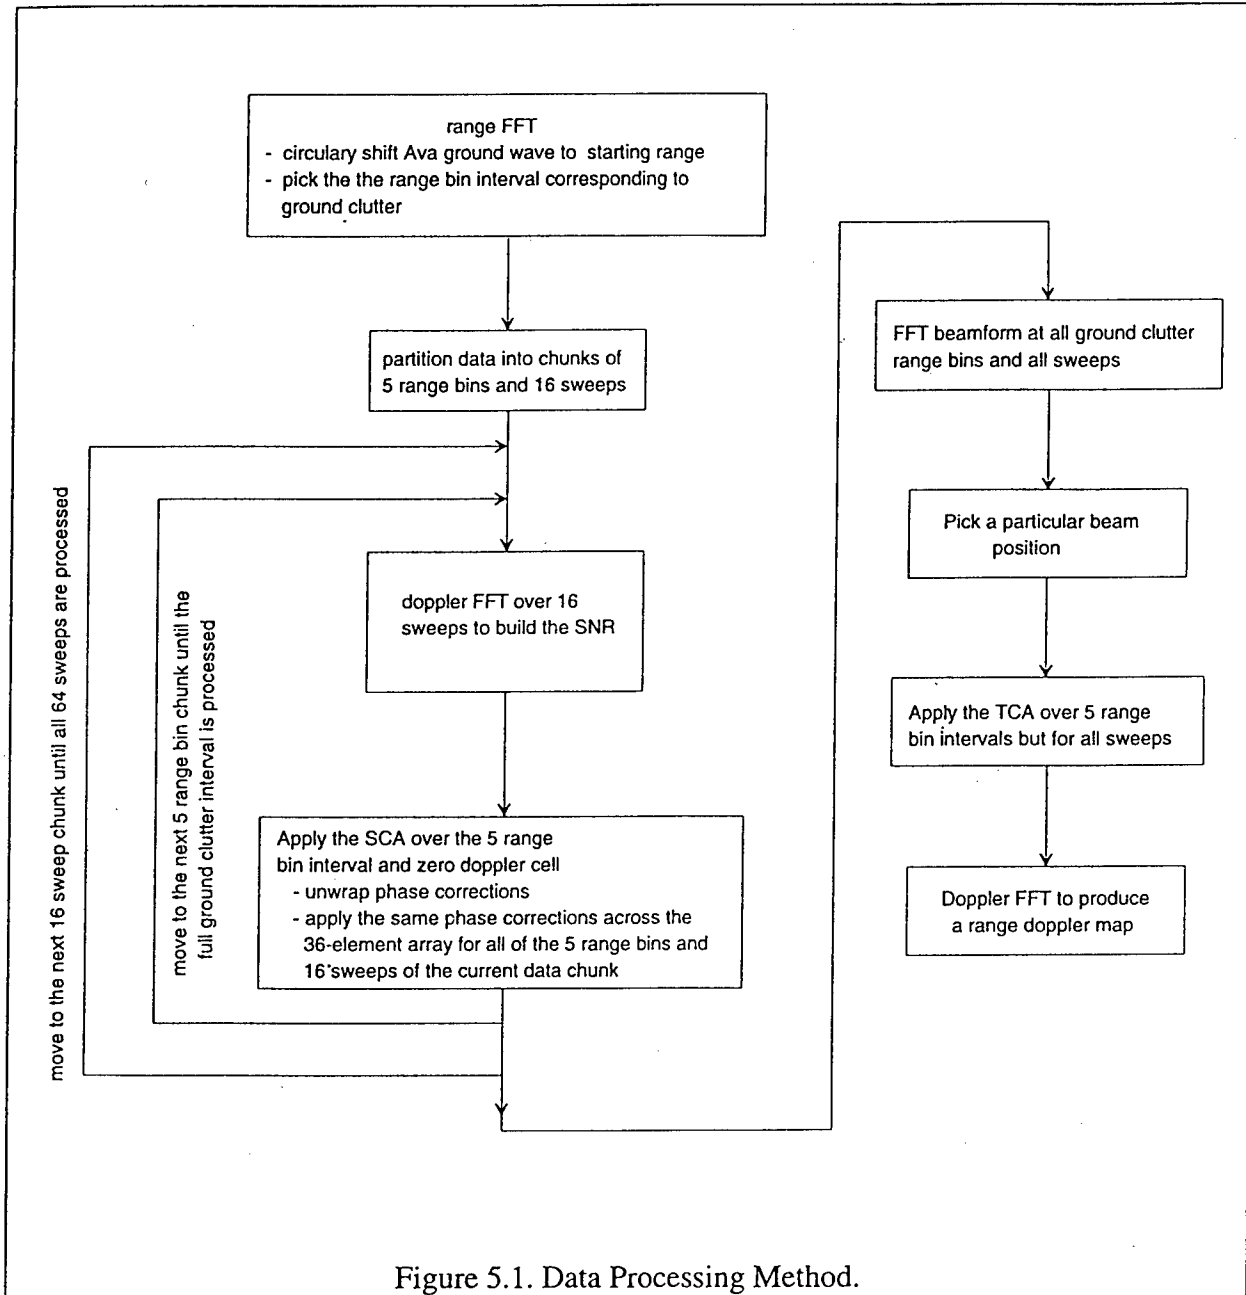 range FFT
- circulary shift Ava ground wave to starting range
- pick the the range bin interval corresponding to
ground clutter
partition data into chunks of
5 range bins and 16 sweeps
move to the next 16 sweep chunk until all 64 sweeps are processed
move to the next 5 range bin chunk until the
full ground clutter interval is processed
doppler FFT over 16
sweeps to build the SNR
Apply the SCA over the 5 range
bin interval and zero doppler cell
- unwrap phase corrections
- apply the same phase corrections across the
36-element array for all of the 5 range bins and
16 sweeps of the current data chunk
FFT beamform at all ground clutter
range bins and all sweeps
Pick a particular beam
position
Apply the TCA over 5 range
bin intervals but for all sweeps
Doppler FFT to produce
a range doppler map
Figure 5.1. Data Processing Method.